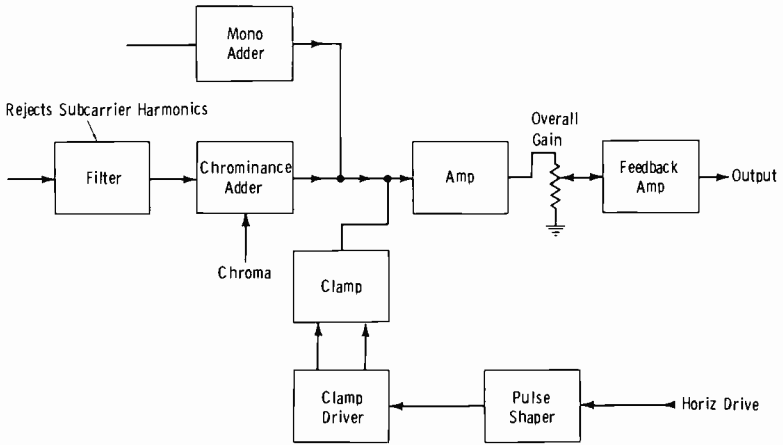 Mono
Adder
Rejects Subcarrier Harmonics
Overall
Gain
Filter
Chrominance
Adder
Amp
Feedback
Amp
Output
Chroma
Clamp
Clamp
Driver
Pulse
Shaper
Horiz Drive